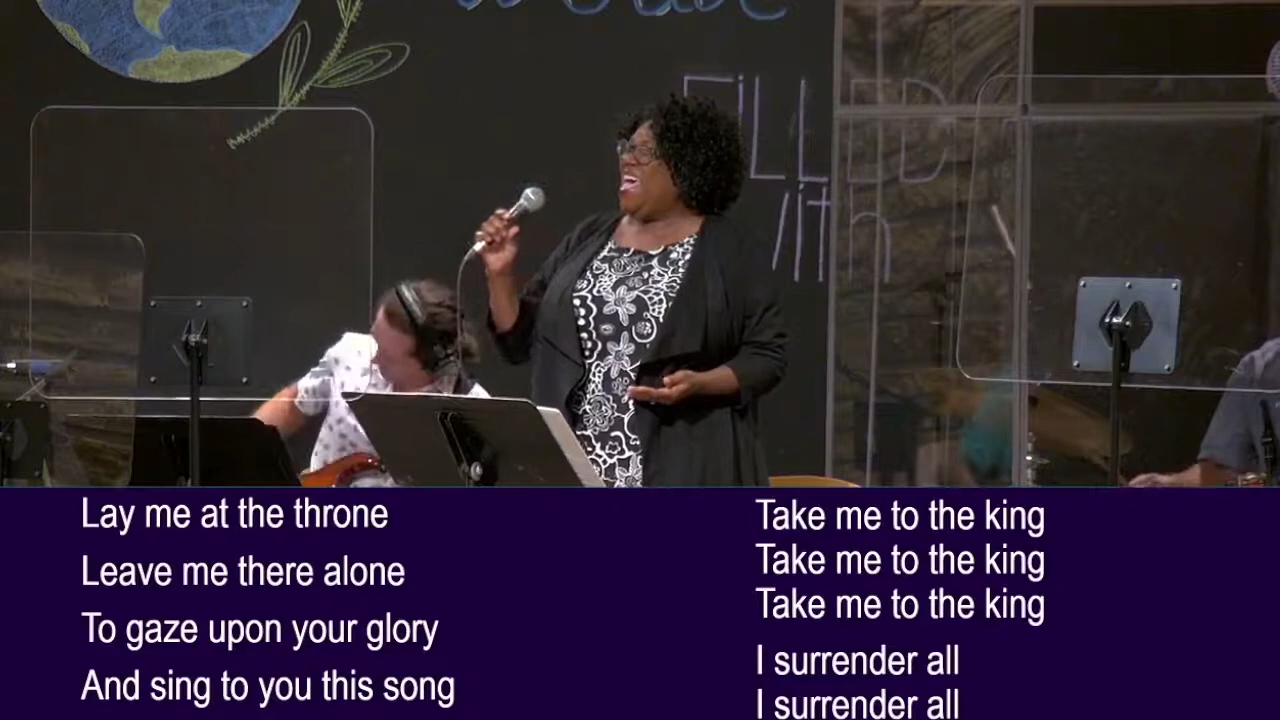 FILLED
With
Lay me at the throne
Leave me there alone
To gaze upon your glory
And sing to you this song
Take me to the king
Take me to the king
Take me to the king
I surrender all
I surrender all